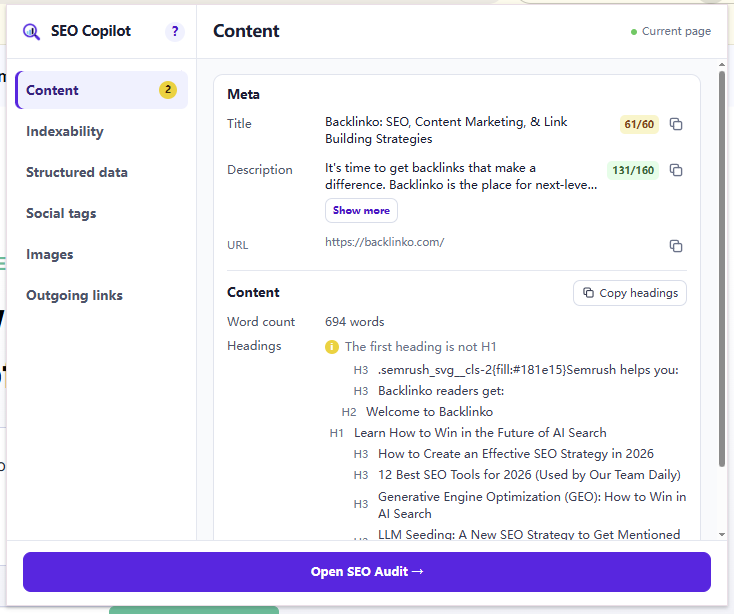 SEO Copilot
?
Content
Current page
Content
2
Indexability
Structured data
Social tags
Images
Outgoing links
Meta
Title
Backlinko: SEO, Content Marketing, & Link
Building Strategies
61/60
Description
It's time to get backlinks that make a
difference. Backlinko is the place for next-leve...
131/160
Show more
URL
https://backlinko.com/
Content
Copy headings
Word count
694 words
Headings
The first heading is not H1
H3 .semrush_svg__cls-2{fill:#181e15}Semrush helps you:
H3 Backlinko readers get:
H2 Welcome to Backlinko
H1 Learn How to Win in the Future of AI Search
H3 How to Create an Effective SEO Strategy in 2026
H3 12 Best SEO Tools for 2026 (Used by Our Team Daily)
H3 Generative Engine Optimization (GEO): How to Win in
AI Search
LLM Seeding: A New SEO Strategy to Get Mentioned
Open SEO Audit →